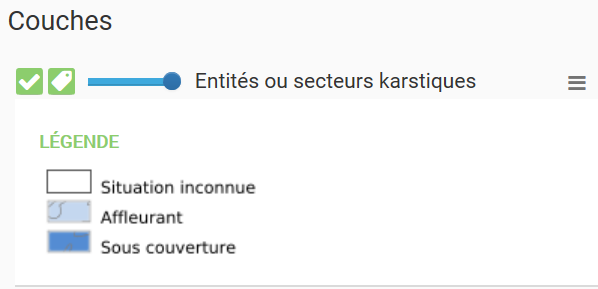 Couches
Entités ou secteurs karstiques
LÉGENDE
Situation inconnue
Affleurant
Sous couverture